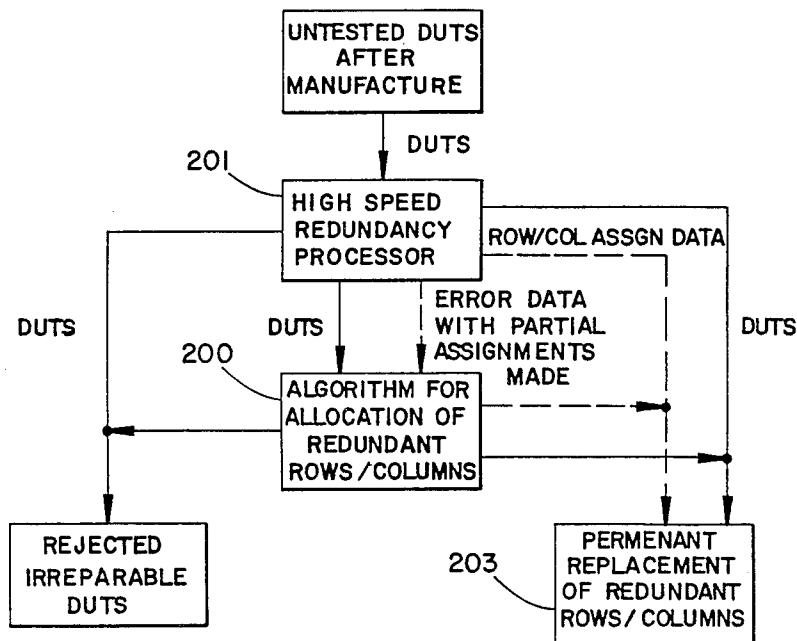 UNTESTED DUTS
AFTER
MANUFACTURE
DUTS
201
HIGH SPEED
REDUNDANCY
PROCESSOR
ROW/COL ASSGN DATA
DUTS
DUTS
ERROR DATA
WITH PARTIAL
ASSIGNMENTS
MADE
DUTS
200
ALGORITHM FOR
ALLOCATION OF
REDUNDANT
ROWS/COLUMNS
REJECTED
IRREPARABLE
DUTS
203
PERMENANT
REPLACEMENT
OF REDUNDANT
ROWS/COLUMNS